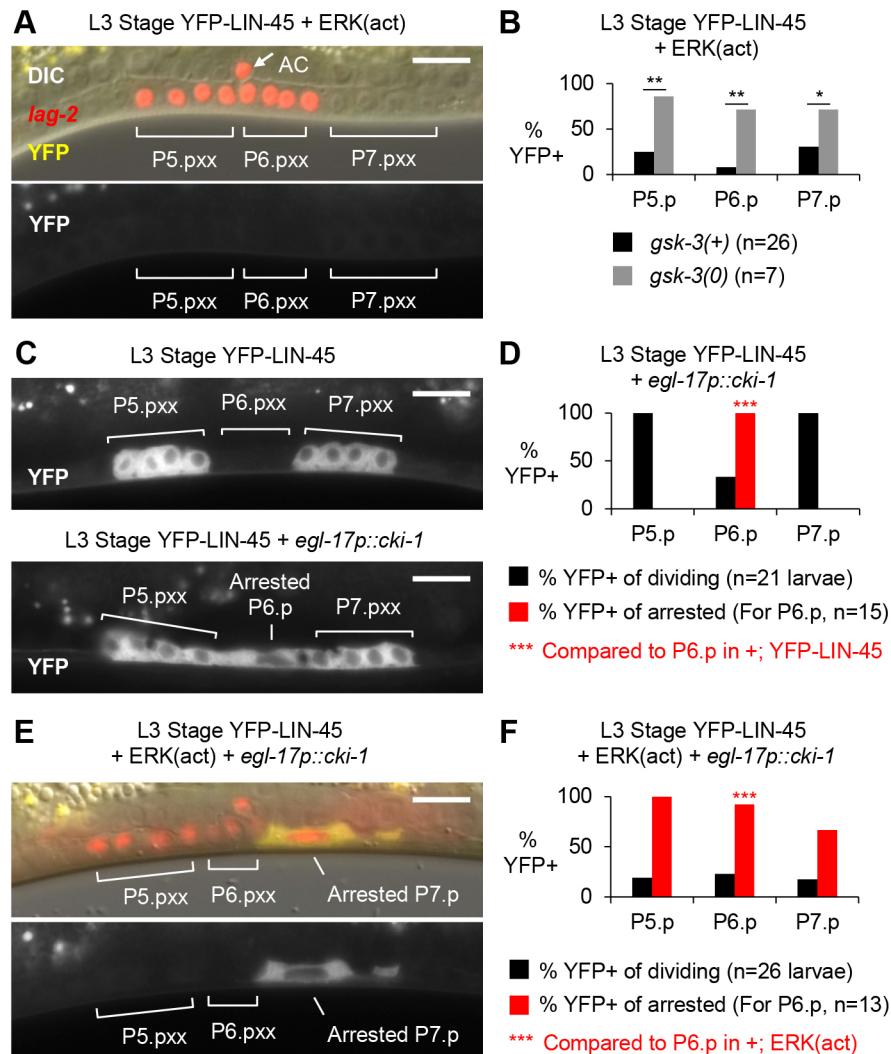 A
L3 Stage YFP-LIN-45 + ERK(act)
DIC
AC
lag-2
YFP
P5.pxx
P6.pxx
P7.pxx
YFP
P5.pxx
P6.pxx
P7.pxx
B
L3 Stage YFP-LIN-45
+ ERK(act)
100
50
0
%
YFP+
**
**
*
P5.p
P6.p
P7.p
gsk-3(+) (n=26)
gsk-3(0) (n=7)
C
L3 Stage YFP-LIN-45
P5.pxx
P6.pxx
P7.pxx
YFP
L3 Stage YFP-LIN-45 + egl-17p::cki-1
P5.pxx
Arrested
P6.p
P7.pxx
YFP
D
L3 Stage YFP-LIN-45
+ egl-17p::cki-1
100
50
0
%
YFP+
***
P5.p
P6.p
P7.p
% YFP+ of dividing (n=21 larvae)
% YFP+ of arrested (For P6.p, n=15)
*** Compared to P6.p in +; YFP-LIN-45
E
L3 Stage YFP-LIN-45
+ ERK(act) + egl-17p::cki-1
P5.pxx
P6.pxx
Arrested P7.p
P5.pxx
P6.pxx
Arrested P7.p
F
L3 Stage YFP-LIN-45
+ ERK(act) + egl-17p::cki-1
100
50
0
%
YFP+
***
P5.p
P6.p
P7.p
% YFP+ of dividing (n=26 larvae)
% YFP+ of arrested (For P6.p, n=13)
*** Compared to P6.p in +; ERK(act)